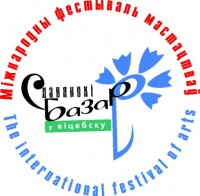 Міжнародны фестываль мастацтваў
Славянскі
базар
у віцебску
The international festival of arts